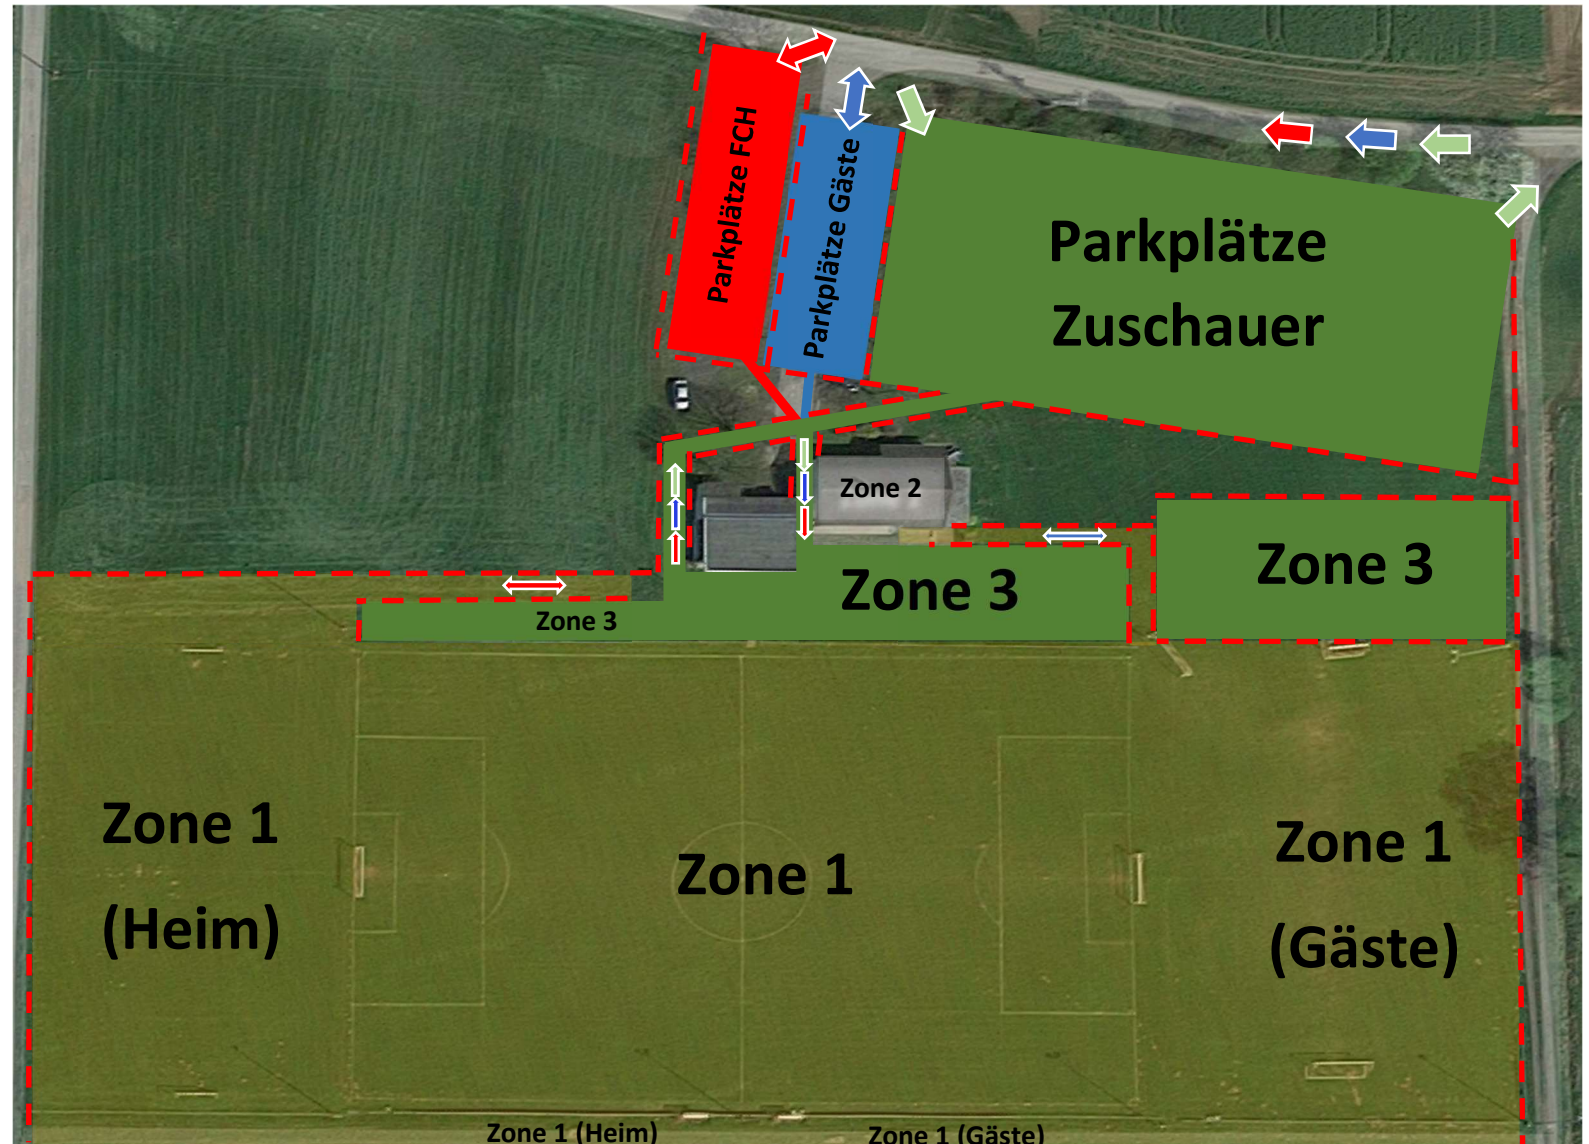 Parkplätze FCH
Parkplätze Gäste
Parkplätze
Zuschauer
Zone 2
Zone 3
Zone 3
Zone 3
Zone 1
(Heim)
Zone 1
Zone 1
(Gäste)
Zone 1 (Heim)
Zone 1 (Gäste)